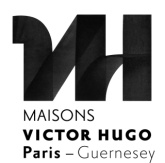 MAISONS
VICTOR HUGO
Paris – Guernesey